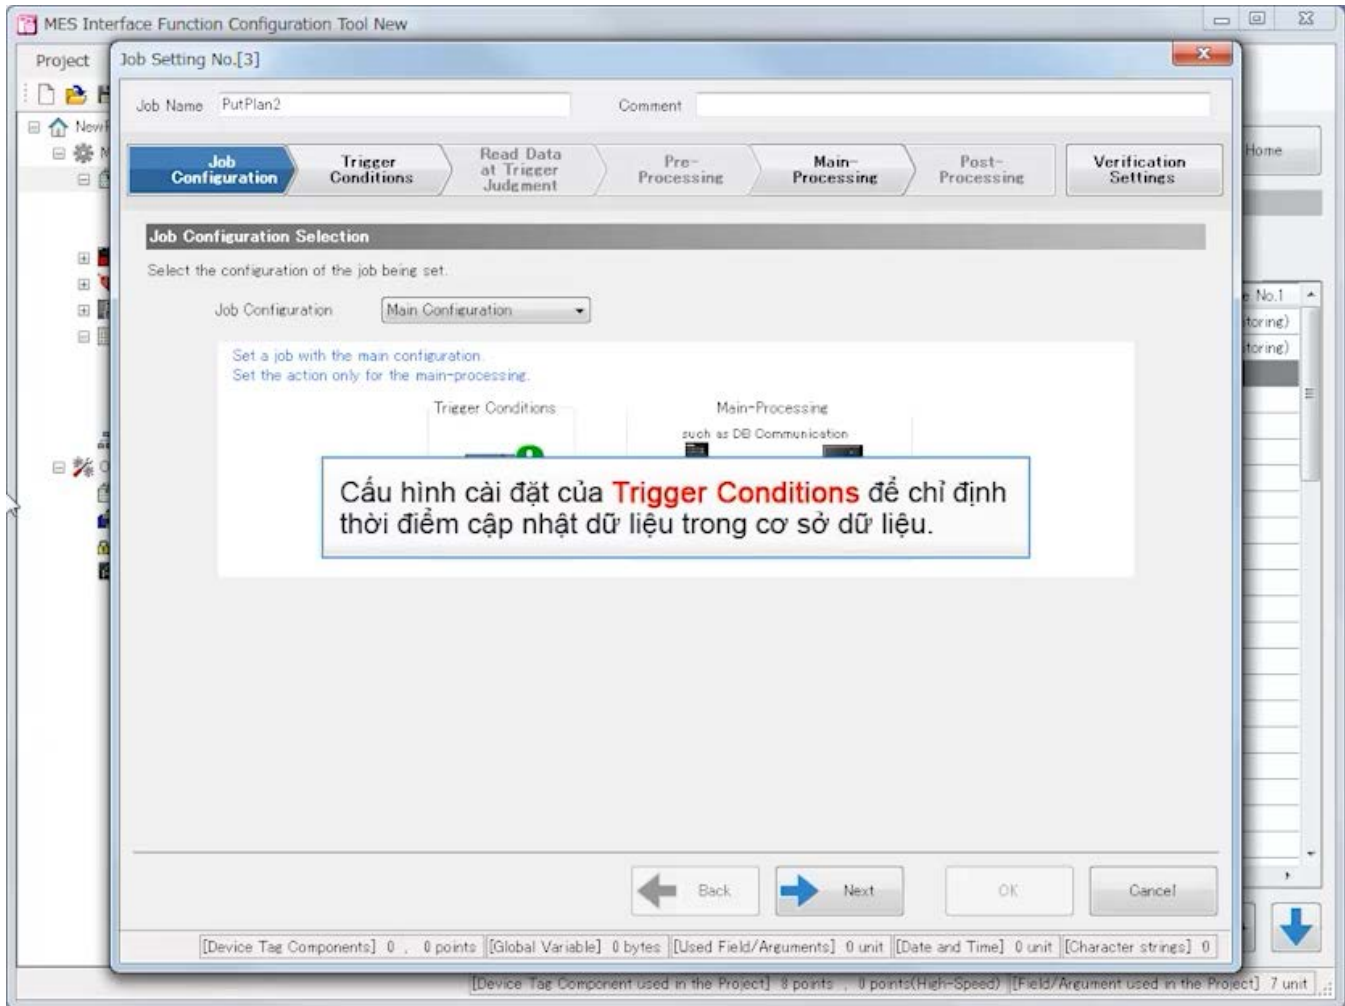 MES Interface Function Configuration Tool New
Project
Job Setting No.[3]
Job Name PutPlan2 Comment
Job Configuration
Trigger Conditions
Read Data at Trigger Judgment
Pre-Processing
Main-Processing
Post-Processing
Verification Settings
Home
Job Configuration Selection
Select the configuration of the job being set.
Job Configuration Main Configuration
Set a job with the main configuration.
Set the action only for the main-processing.
Trigger Conditions Main-Processing
such as DB Communication
Cấu hình cài đặt của Trigger Conditions để chỉ định
thời điểm cập nhật dữ liệu trong cơ sở dữ liệu.
No.1
toring)
toring)
Back Next OK Cancel
[Device Tag Components] 0 , 0 points [Global Variable] 0 bytes [Used Field/Arguments] 0 unit [Date and Time] 0 unit [Character strings] 0
[Device Tag Component used in the Project] 8 points , 0 points(High-Speed) [Field/Argument used in the Project] 7 unit